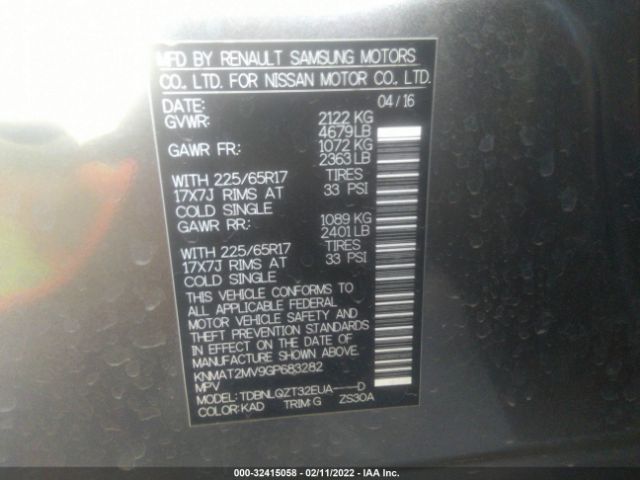 MFD BY RENAULT SAMSUNG MOTORS
CO., LTD. FOR NISSAN MOTOR CO., LTD.
DATE: 04/16
GVWR: 2122 KG
4679 LB
GAWR FR: 1072 KG
2363 LB
WITH 225/65R17 TIRES
17X7J RIMS AT 33 PSI
COLD SINGLE
GAWR RR: 1089 KG
2401 LB
WITH 225/65R17 TIRES
17X7J RIMS AT 33 PSI
COLD SINGLE
THIS VEHICLE CONFORMS TO
ALL APPLICABLE FEDERAL
MOTOR VEHICLE SAFETY AND
THEFT PREVENTION STANDARDS
IN EFFECT ON THE DATE OF
MANUFACTURE SHOWN ABOVE.
KNMAT2MV9GP683282
MPV
MODEL: TDBNLQZT32EUA----D
COLOR: KAD TRIM: G ZS30A
000-32415058 - 02/11/2022 - IAA Inc.